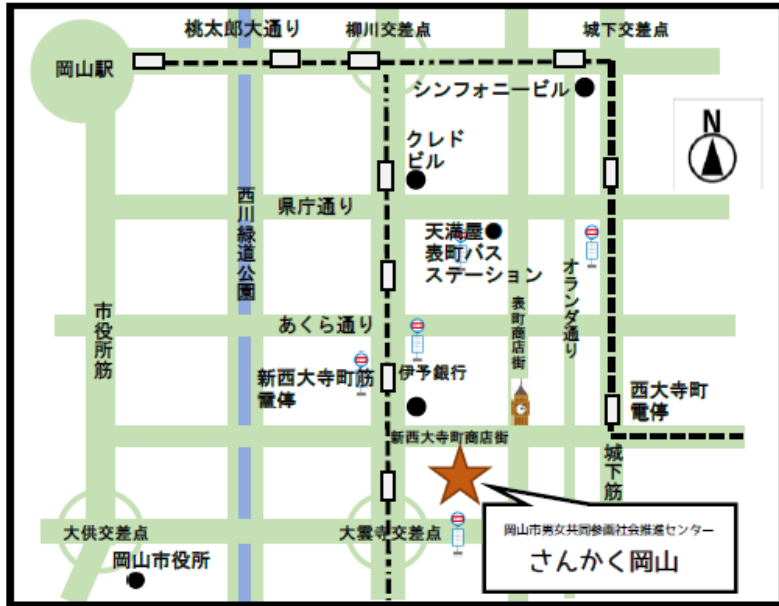 桃太郎大通り
柳川交差点
城下交差点
岡山駅
シンフォニービル
N
クレド
ビル
西川緑道公園
県庁通り
天満屋
表町バス
ステーション
オランダ通り
表町商店街
市役所筋
あくら通り
新西大寺町筋
電停
伊予銀行
西大寺町
電停
新西大寺町商店街
城下筋
大供交差点
大雲寺交差点
岡山市役所
岡山市男女共同参画社会推進センター
さんかく岡山